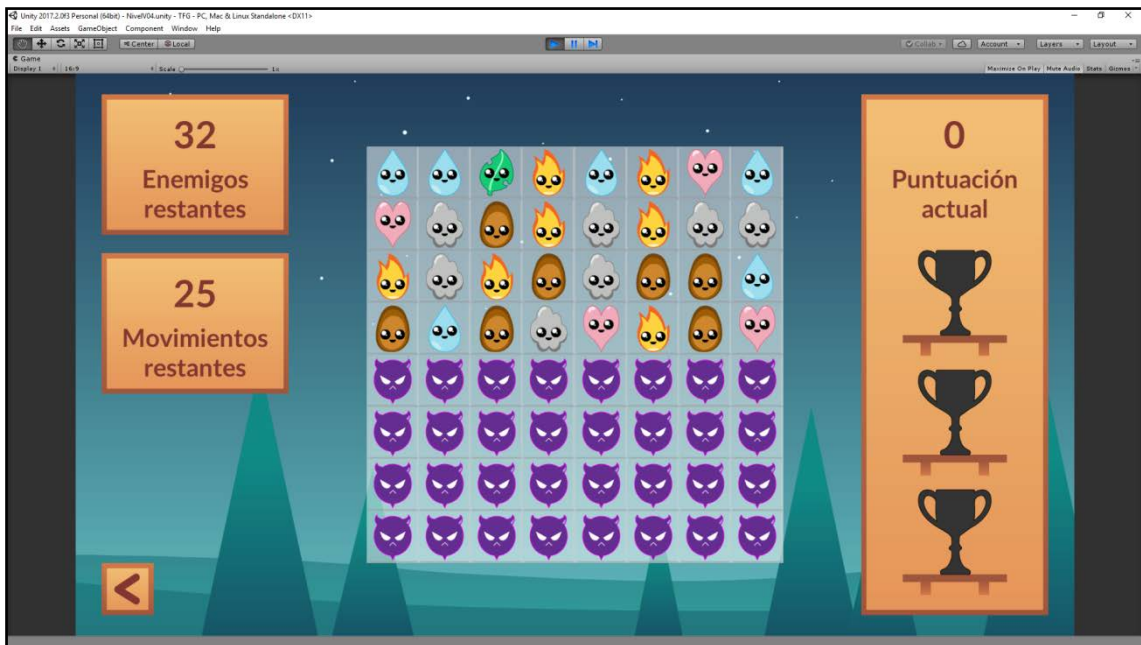 Unity 2017.2.0f3 Personal (64bit) - NivelV04.unity - TFG - PC, Mac & Linux Standalone <DX11>
File Edit Assets GameObject Component Window Help
Center Local
Collab Account Layers Layout
Game
Display 1 16:9 Scale 1x
Maximize On Play Mute Audio Stats Gizmos
32
Enemigos
restantes
25
Movimientos
restantes
0
Puntuación
actual
<